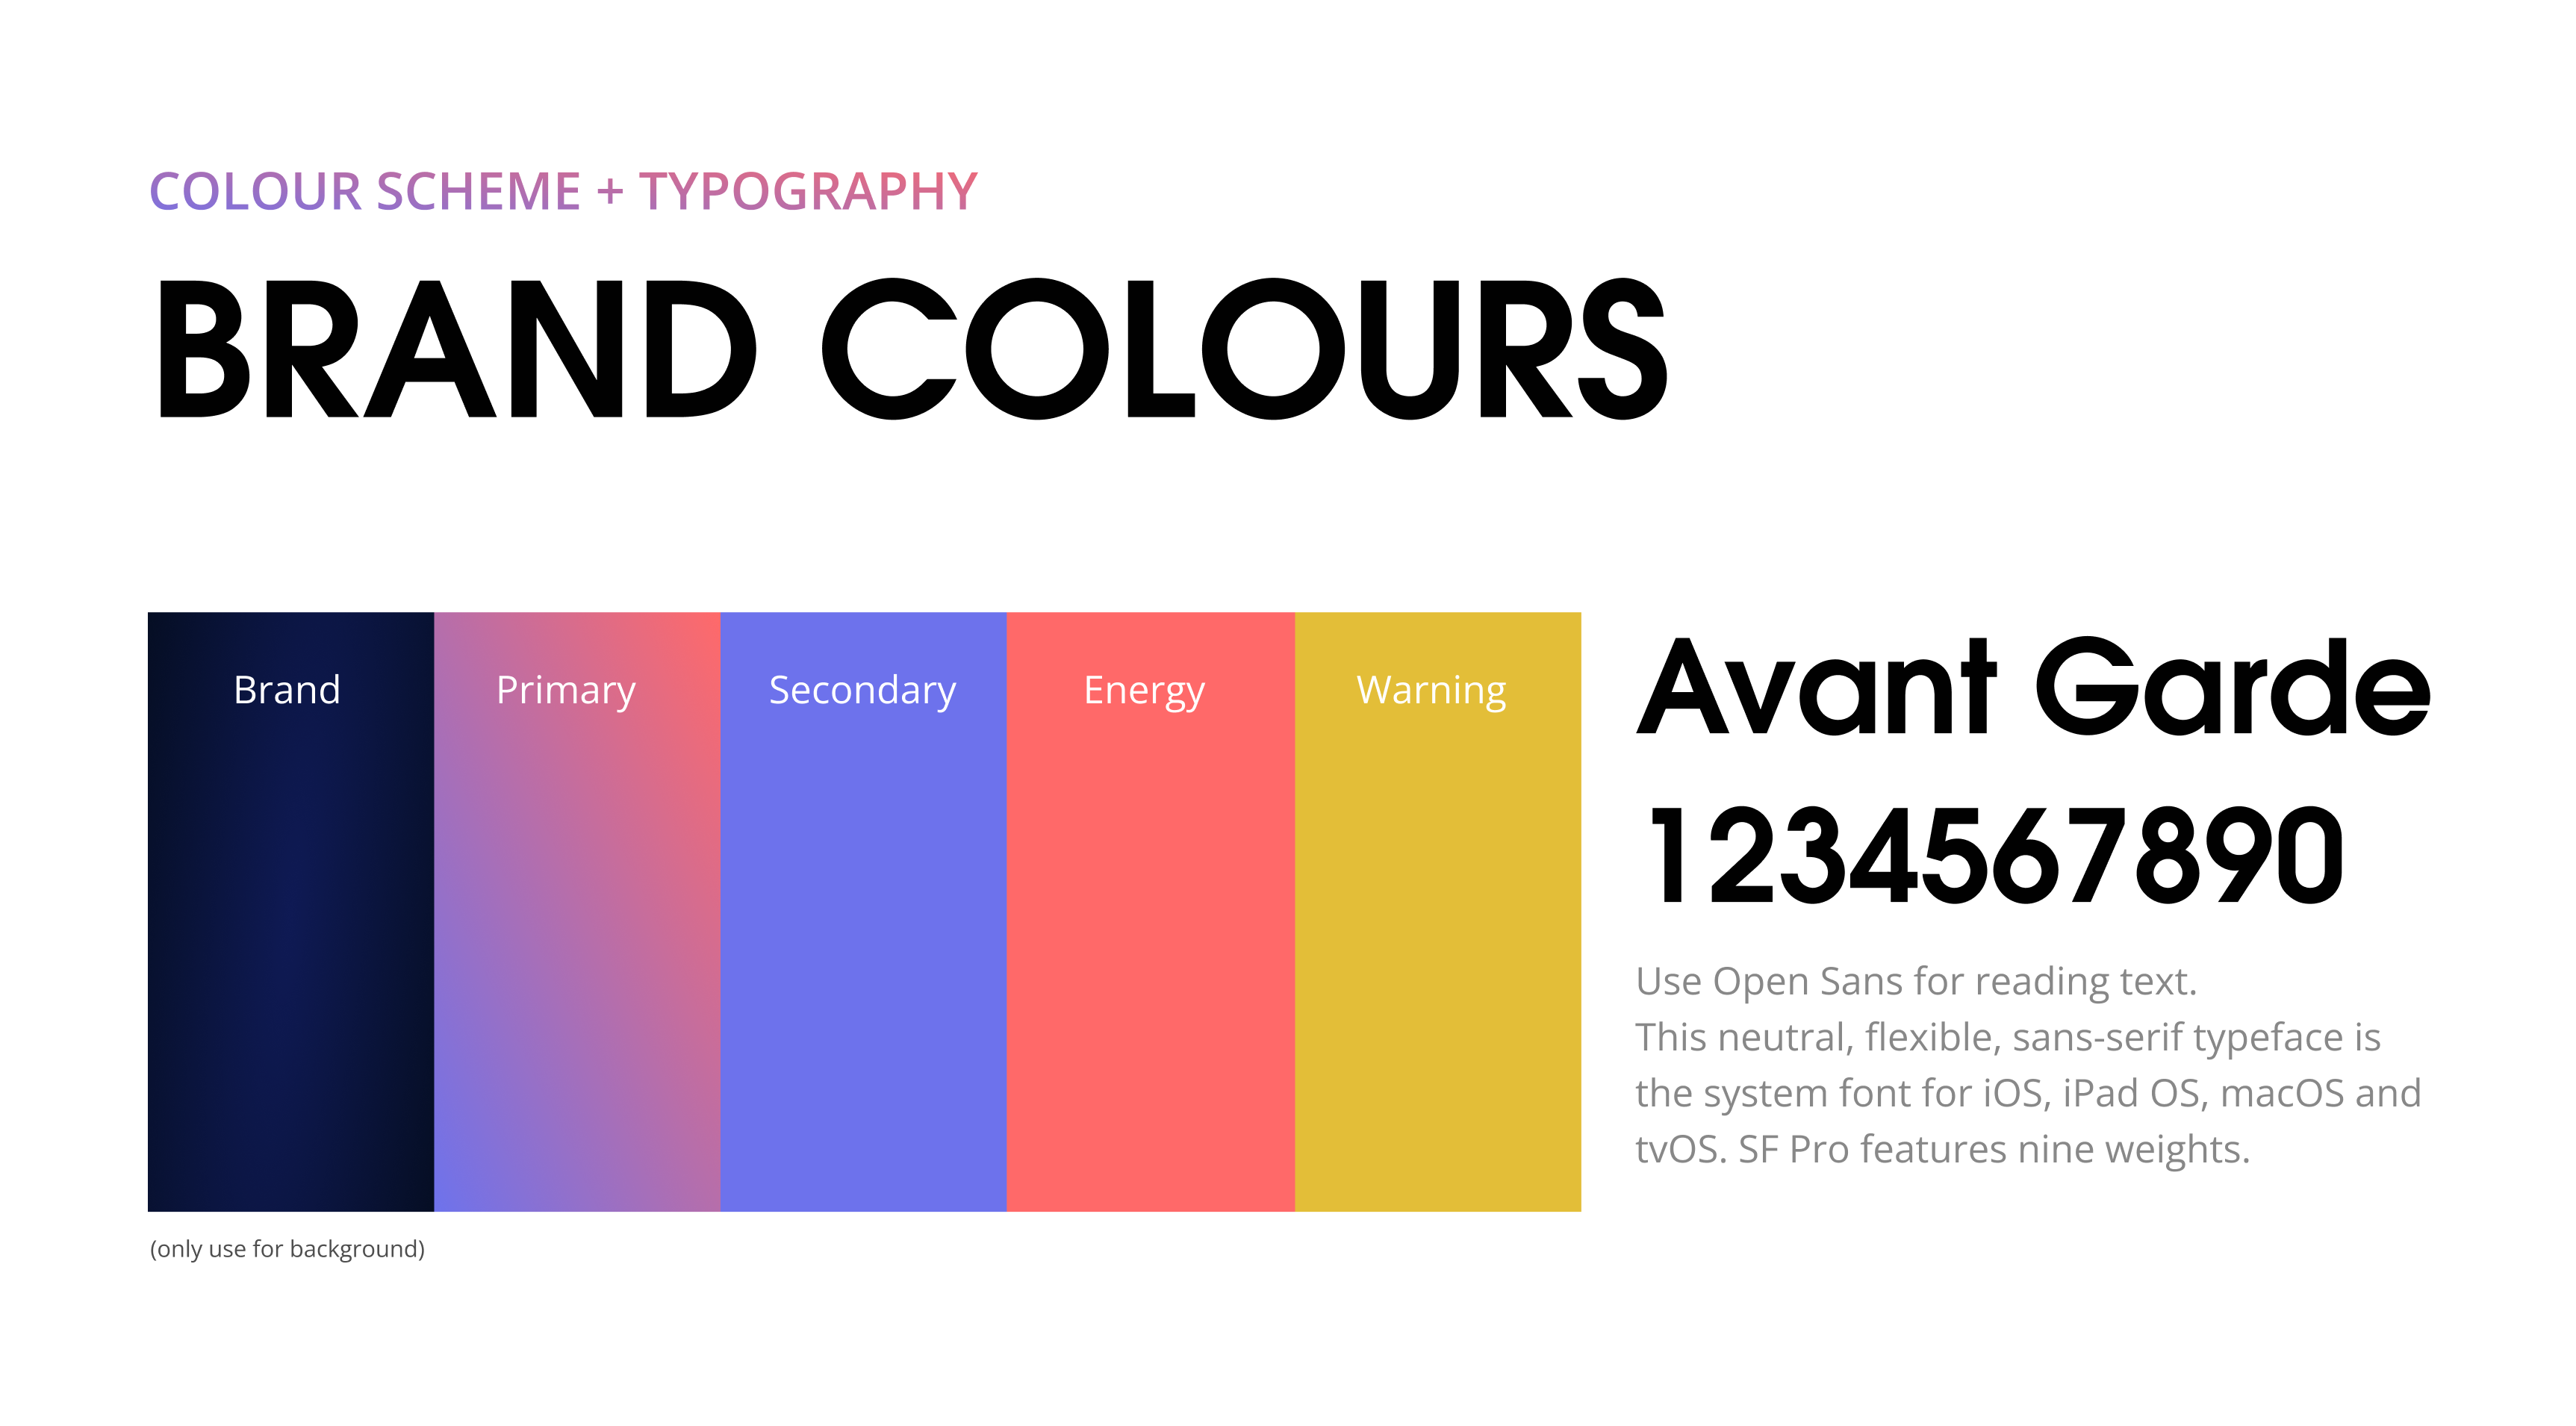 COLOUR SCHEME + TYPOGRAPHY
BRAND COLOURS
Brand
Primary
Secondary
Energy
Warning
(only use for background)
Avant Garde
1234567890
Use Open Sans for reading text.
This neutral, flexible, sans-serif typeface is
the system font for iOS, iPad OS, macOS and
tvOS. SF Pro features nine weights.